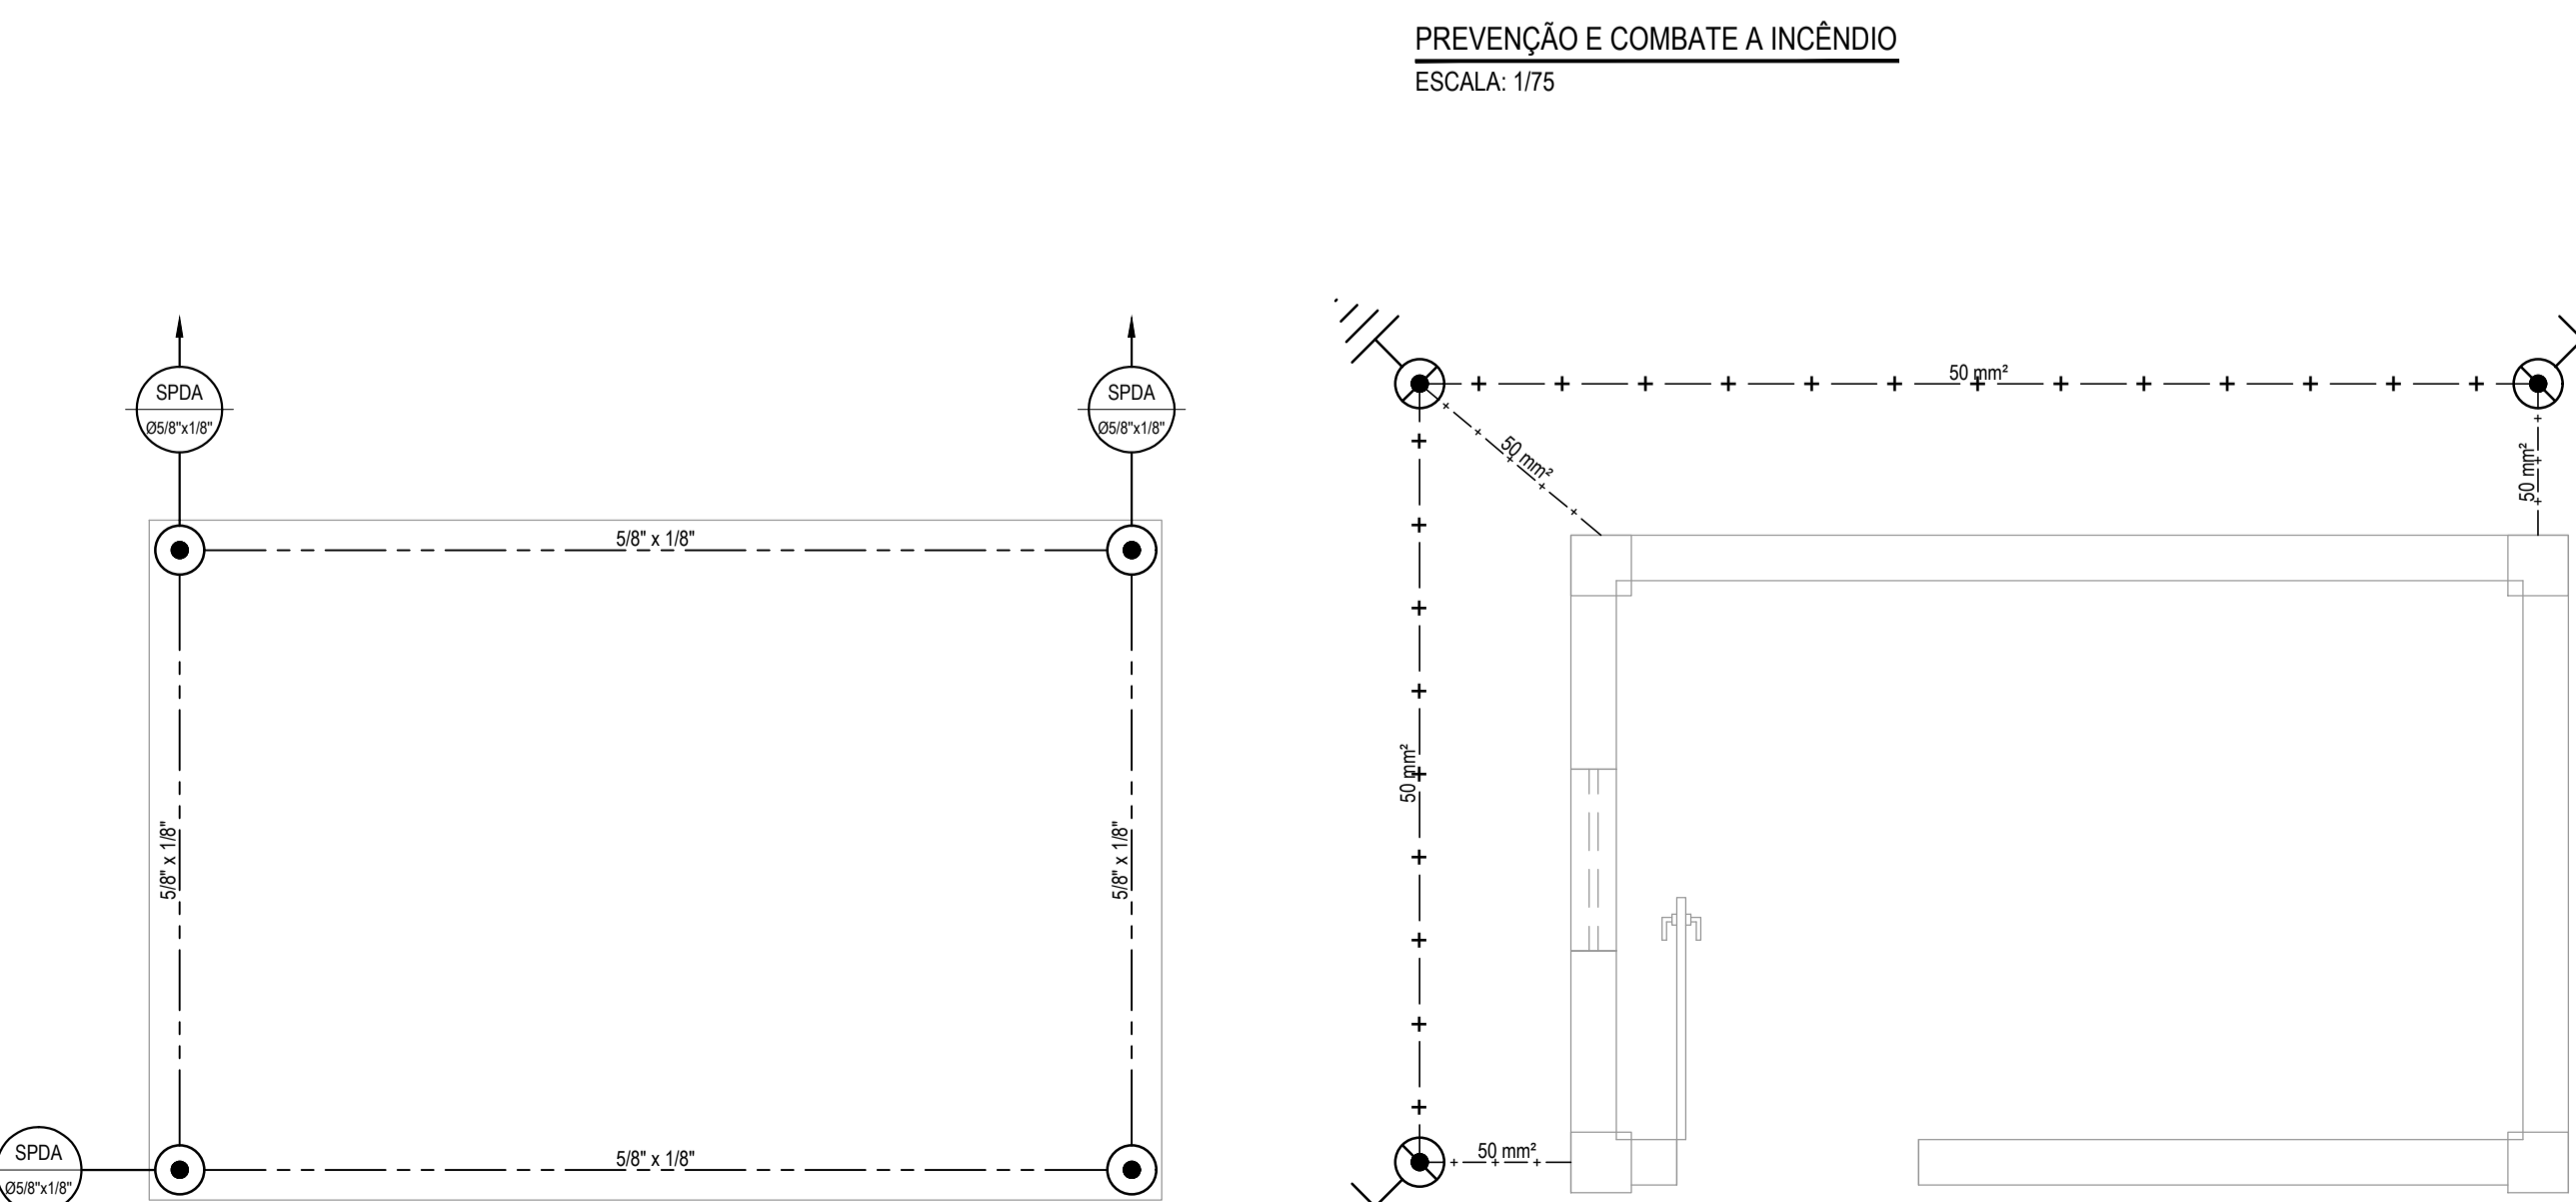 PREVENÇÃO E COMBATE A INCÊNDIO
ESCALA: 1/75
SPDA
Ø5/8"x1/8"
SPDA
Ø5/8"x1/8"
5/8" x 1/8"
5/8" x 1/8"
5/8" x 1/8"
5/8" x 1/8"
SPDA
Ø5/8"x1/8"
50 mm²
50 mm²
50 mm²
50 mm²
50 mm²